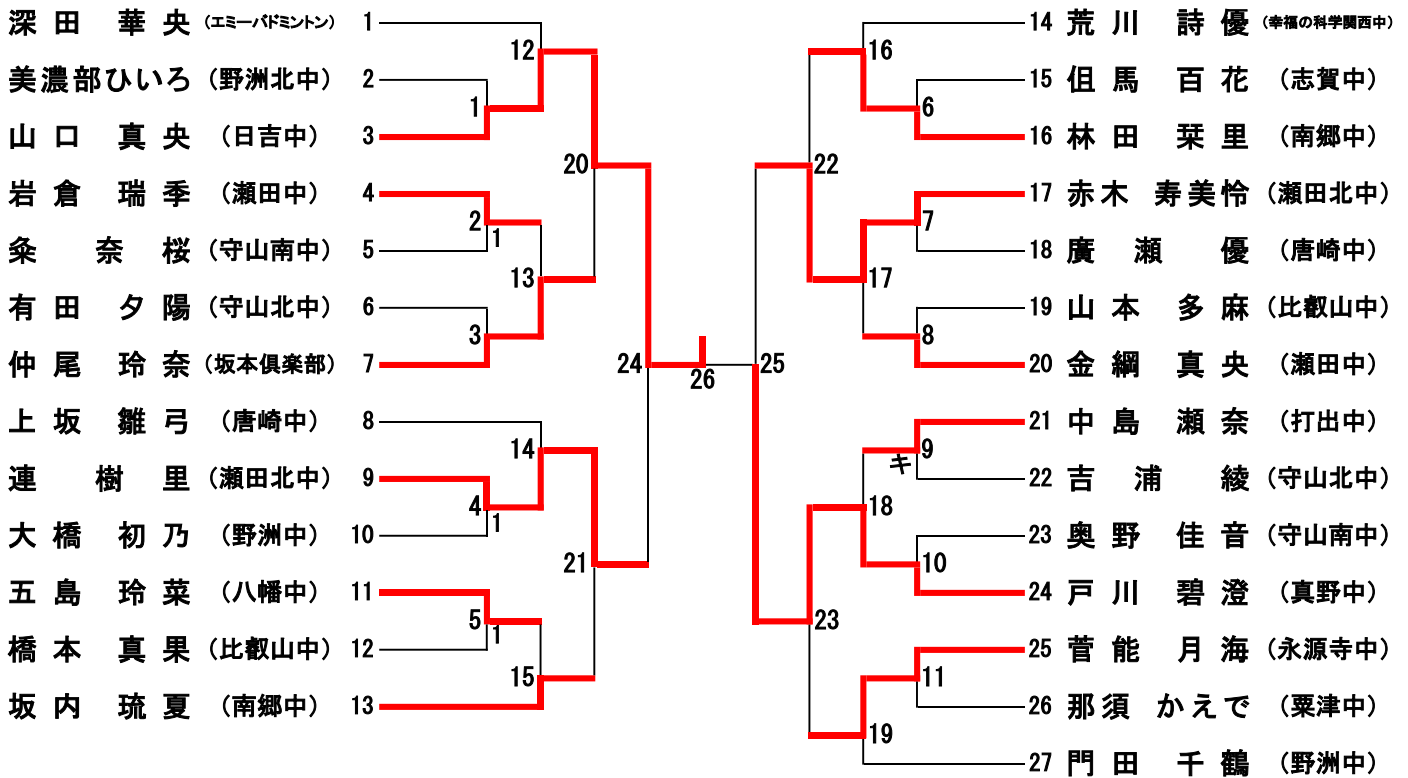 深田 華央 (エミーバドミントン) 1
美濃部ひいろ (野洲北中) 2
山口 真央 (日吉中) 3
岩倉 瑞季 (瀬田中) 4
粂 奈桜 (守山南中) 5
有田 夕陽 (守山北中) 6
仲尾 玲奈 (坂本倶楽部) 7
上坂 雛弓 (唐崎中) 8
連 樹里 (瀬田北中) 9
大橋 初乃 (野洲中) 10
五島 玲菜 (八幡中) 11
橋本 真果 (比叡山中) 12
坂内 琉夏 (南郷中) 13
12
1
20
2
1
13
3
24
14
4
1
21
5
1
15
26
25
16
6
22
7
17
8
9
キ
18
10
23
11
19
14 荒川 詩優 (幸福の科学関西中)
15 但馬 百花 (志賀中)
16 林田 栞里 (南郷中)
17 赤木 寿美怜 (瀬田北中)
18 廣瀬 優 (唐崎中)
19 山本 多麻 (比叡山中)
20 金綱 真央 (瀬田中)
21 中島 瀬奈 (打出中)
22 吉浦 綾 (守山北中)
23 奥野 佳音 (守山南中)
24 戸川 碧澄 (真野中)
25 菅能 月海 (永源寺中)
26 那須 かえで (粟津中)
27 門田 千鶴 (野洲中)